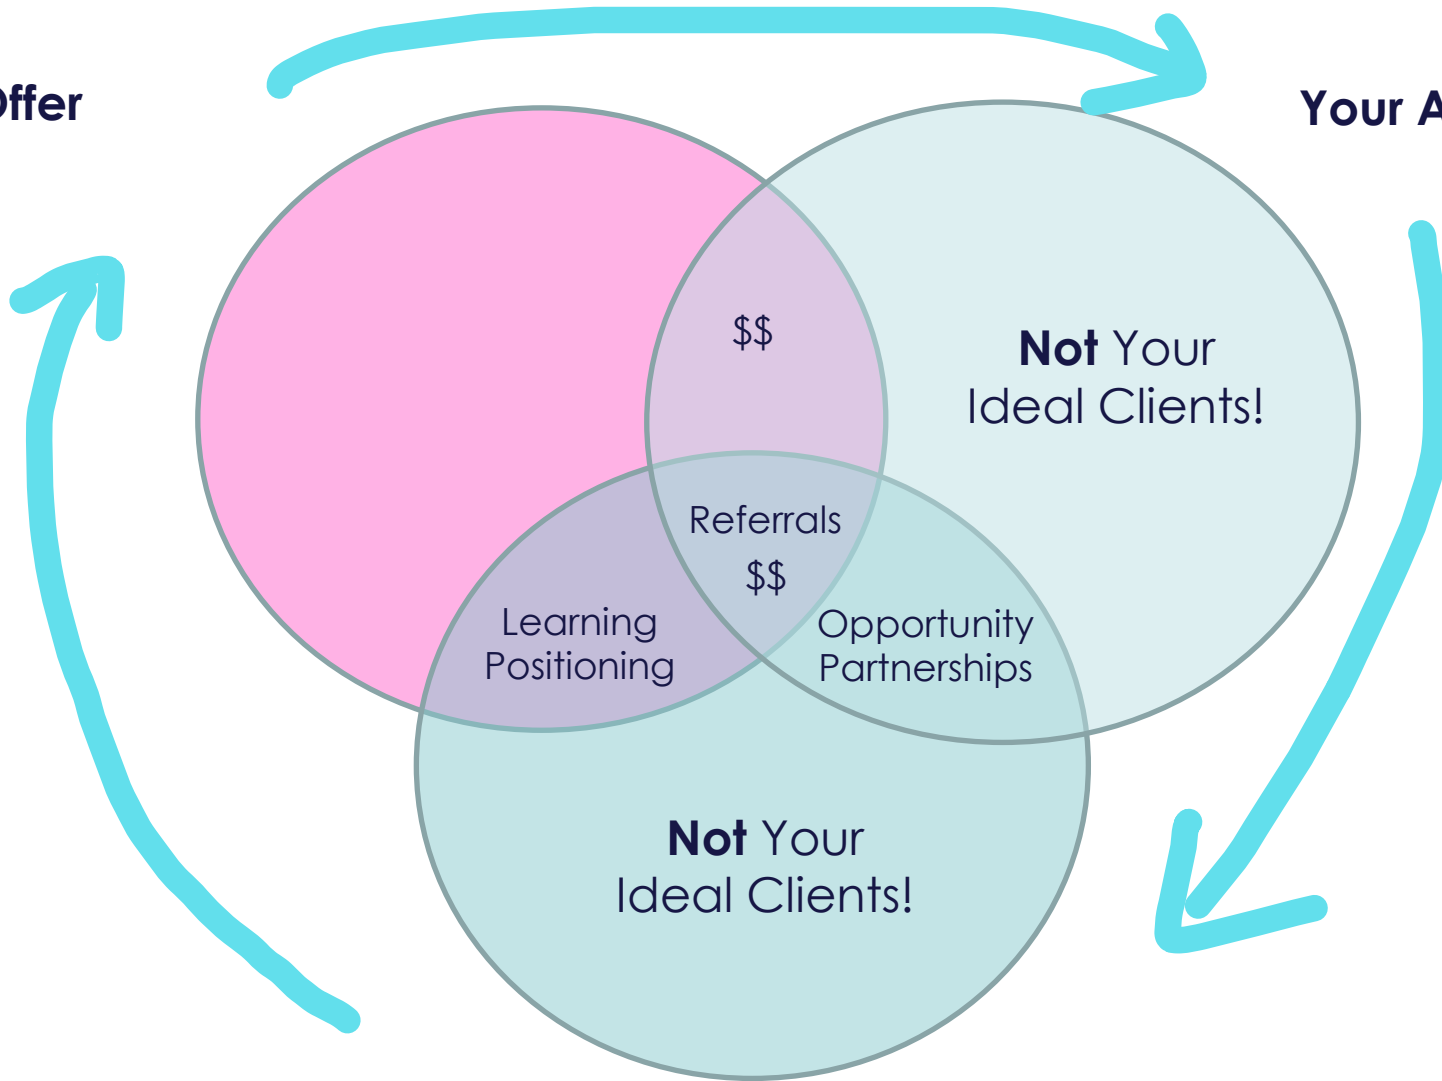 Offer
Your A
$$
Not Your
Ideal Clients!
Referrals
$$
Learning
Positioning
Opportunity
Partnerships
Not Your
Ideal Clients!